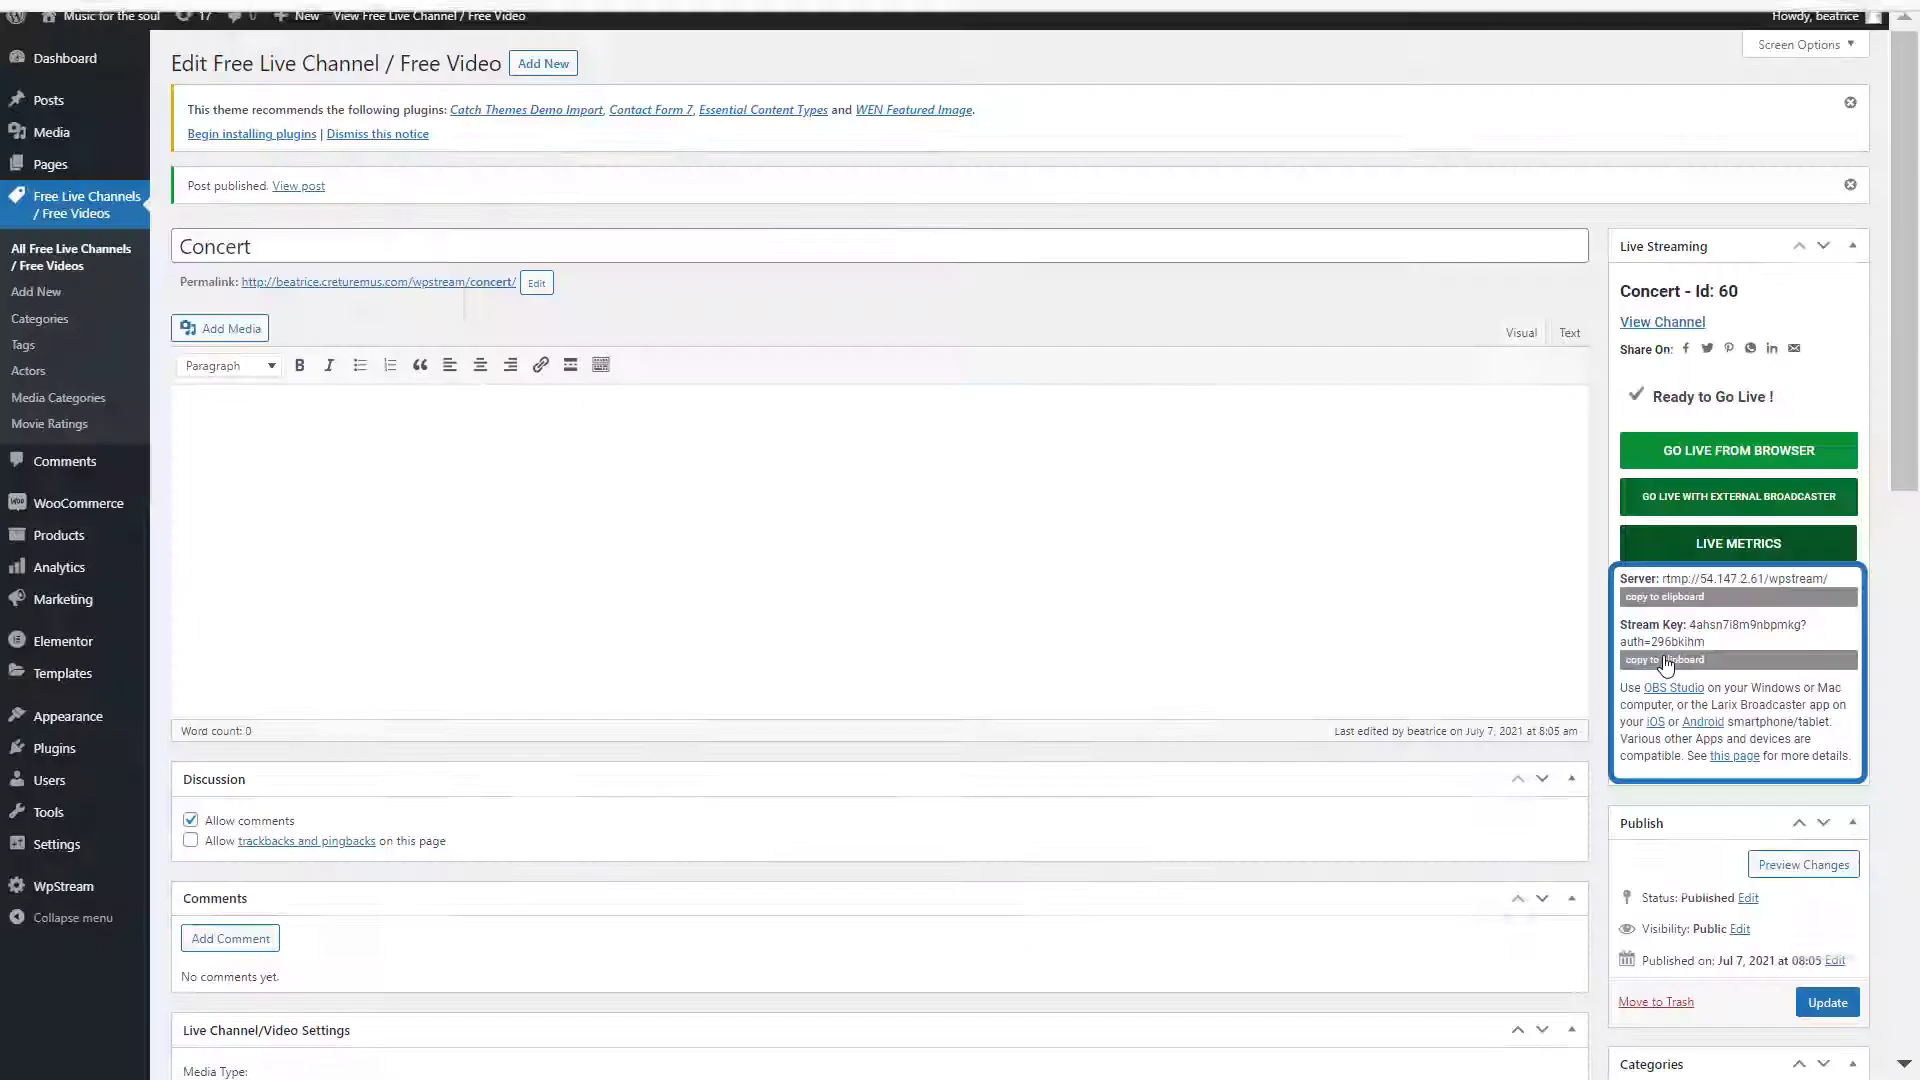 Music for the soul 17 0 New View Free Live Channel / Free Video
Howdy, beatrice
Screen Options
Dashboard
Posts
Media
Pages
Free Live Channels
/ Free Videos
All Free Live Channels
/ Free Videos
Add New
Categories
Tags
Actors
Media Categories
Movie Ratings
Comments
WooCommerce
Products
Analytics
Marketing
Elementor
Templates
Appearance
Plugins
Users
Tools
Settings
WpStream
Collapse menu
Edit Free Live Channel / Free Video Add New
This theme recommends the following plugins: Catch Themes Demo Import, Contact Form 7, Essential Content Types and WEN Featured Image.
Begin installing plugins | Dismiss this notice
Post published. View post
Concert
Permalink: http://beatrice.creturemus.com/wpstream/concert/ Edit
Add Media
Visual Text
Paragraph
B I
Word count: 0
Last edited by beatrice on July 7, 2021 at 8:05 am
Discussion
Allow comments
Allow trackbacks and pingbacks on this page
Comments
Add Comment
No comments yet.
Live Channel/Video Settings
Media Type:
Live Streaming
Concert - Id: 60
View Channel
Share On:
Ready to Go Live !
GO LIVE FROM BROWSER
GO LIVE WITH EXTERNAL BROADCASTER
LIVE METRICS
Server: rtmp://54.147.2.61/wpstream/
copy to clipboard
Stream Key: 4ahsn7i8m9nbpmkg?
auth=296bkihm
copy to clipboard
Use OBS Studio on your Windows or Mac
computer, or the Larix Broadcaster app on
your iOS or Android smartphone/tablet.
Various other Apps and devices are
compatible. See this page for more details.
Publish
Preview Changes
Status: Published Edit
Visibility: Public Edit
Published on: Jul 7, 2021 at 08:05 Edit
Move to Trash
Update
Categories